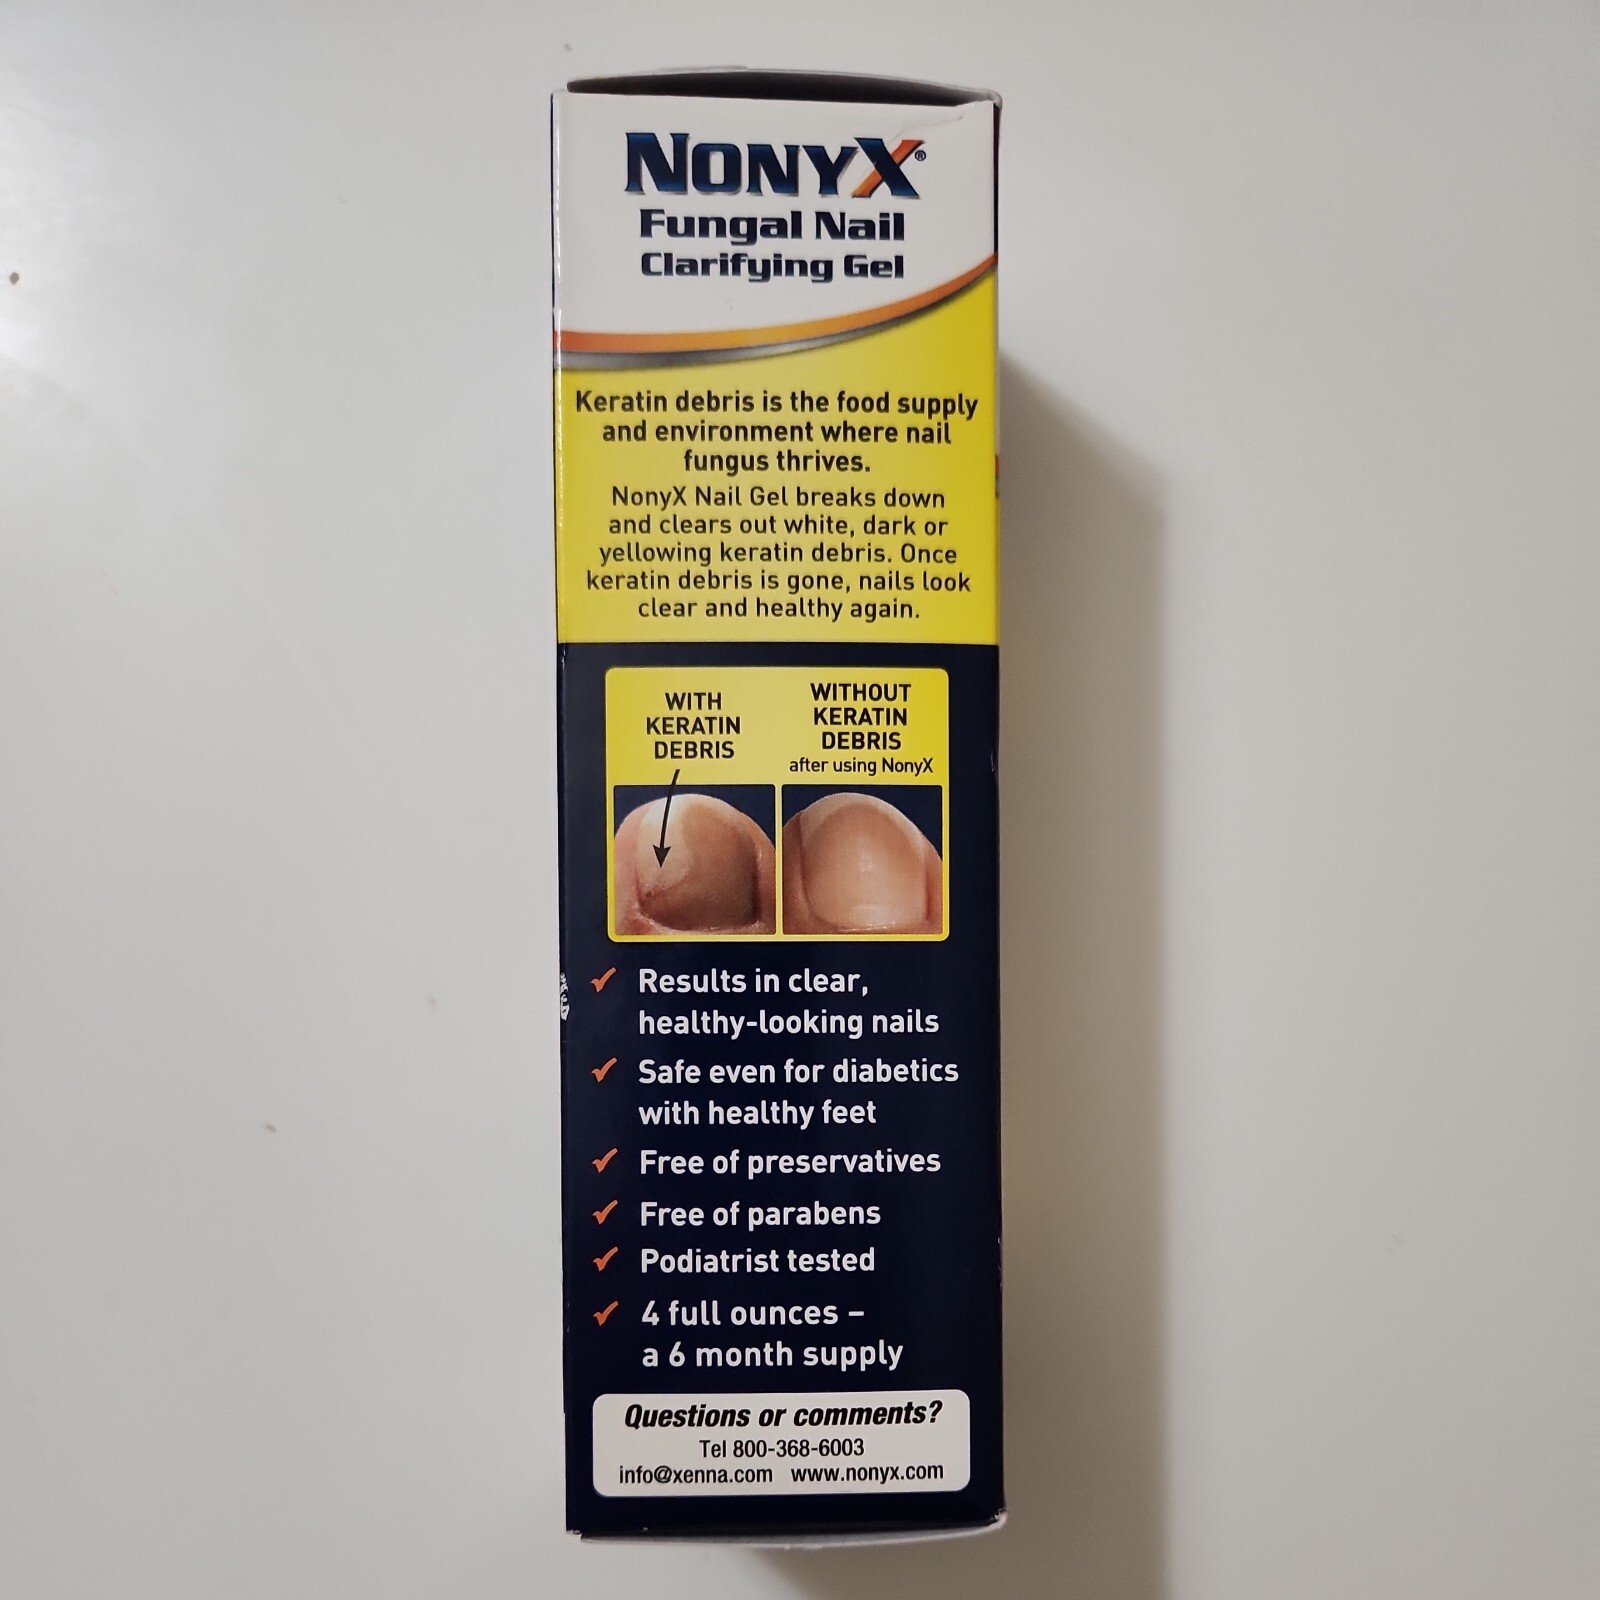 NONYX®
Fungal Nail
Clarifying Gel
Keratin debris is the food supply
and environment where nail
fungus thrives.
NonyX Nail Gel breaks down
and clears out white, dark or
yellowing keratin debris. Once
keratin debris is gone, nails look
clear and healthy again.
WITH
KERATIN
DEBRIS
WITHOUT
KERATIN
DEBRIS
after using NonyX
✓ Results in clear,
healthy-looking nails
✓ Safe even for diabetics
with healthy feet
✓ Free of preservatives
✓ Free of parabens
✓ Podiatrist tested
✓ 4 full ounces –
a 6 month supply
Questions or comments?
Tel 800-368-6003
info@xenna.com www.nonyx.com